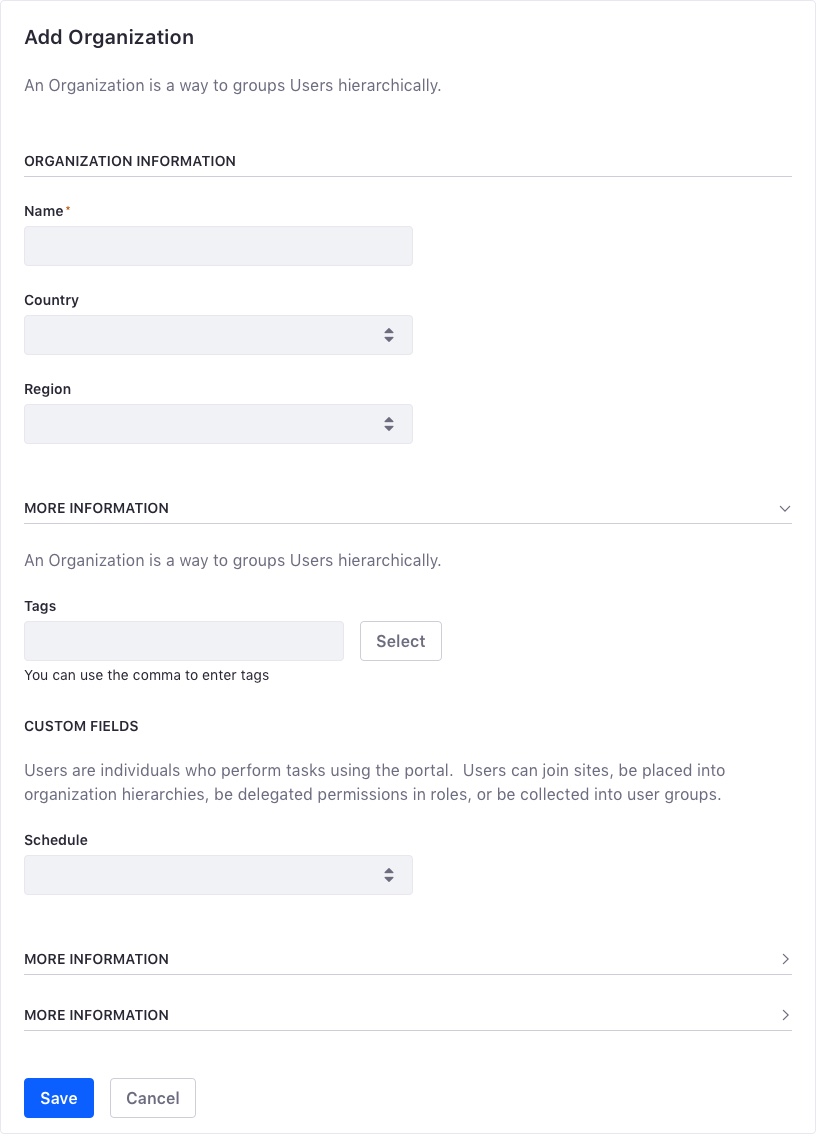 Add Organization
An Organization is a way to groups Users hierarchically.
ORGANIZATION INFORMATION
Name*
Country
Region
MORE INFORMATION
An Organization is a way to groups Users hierarchically.
Tags
Select
You can use the comma to enter tags
CUSTOM FIELDS
Users are individuals who perform tasks using the portal.  Users can join sites, be placed into
organization hierarchies, be delegated permissions in roles, or be collected into user groups.
Schedule
MORE INFORMATION
MORE INFORMATION
Save Cancel